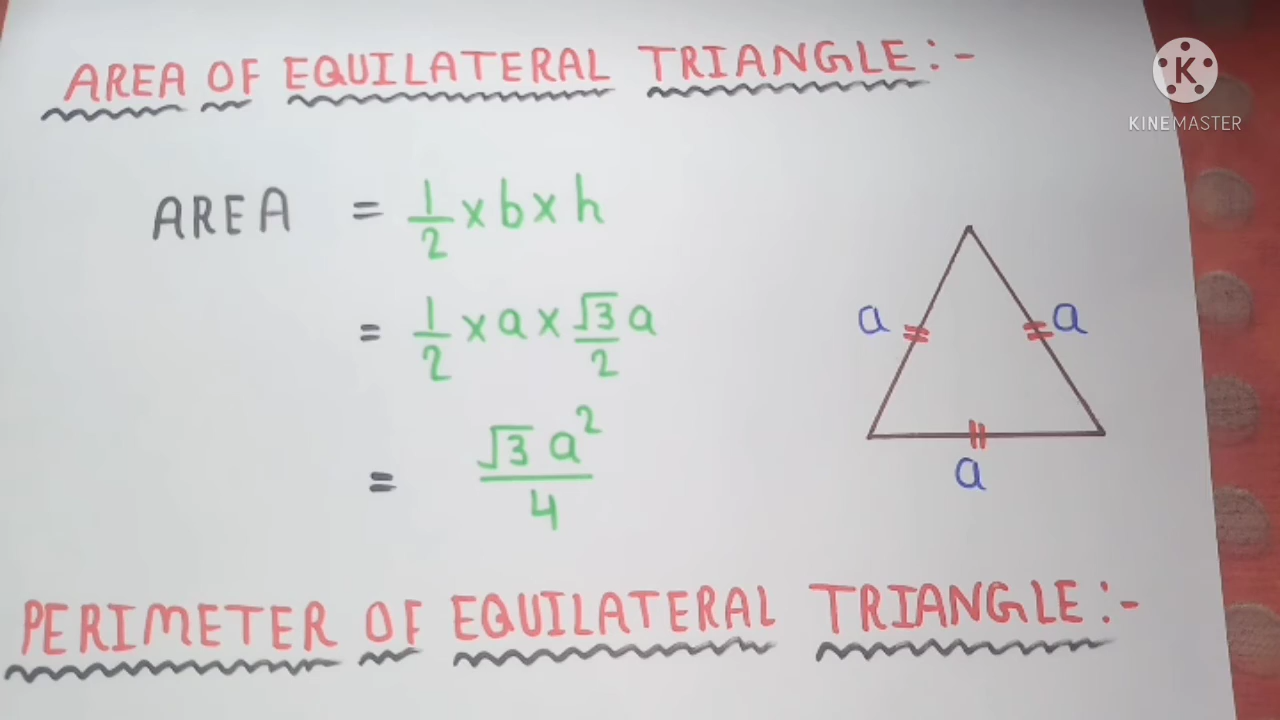 AREA OF EQUILATERAL TRIANGLE:-
K
KINEMASTER
AREA = 1/2 × b × h
= 1/2 × a × √3/2 a
= √3 a²/4
a
a
a
PERIMETER OF EQUILATERAL TRIANGLE:-